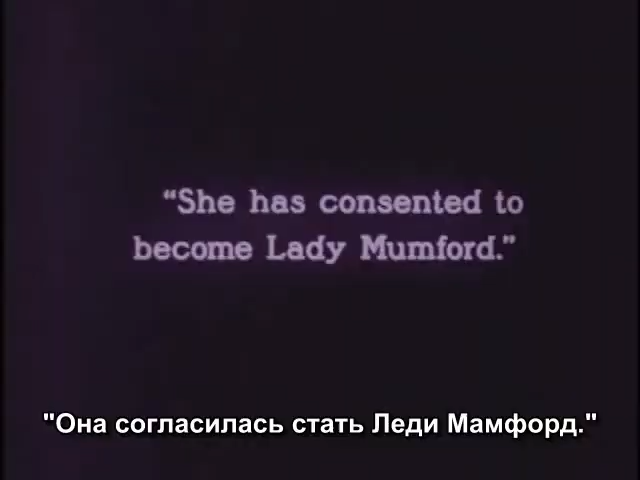 “She has consented to
become Lady Mumford.”
"Она согласилась стать Леди Мамфорд."